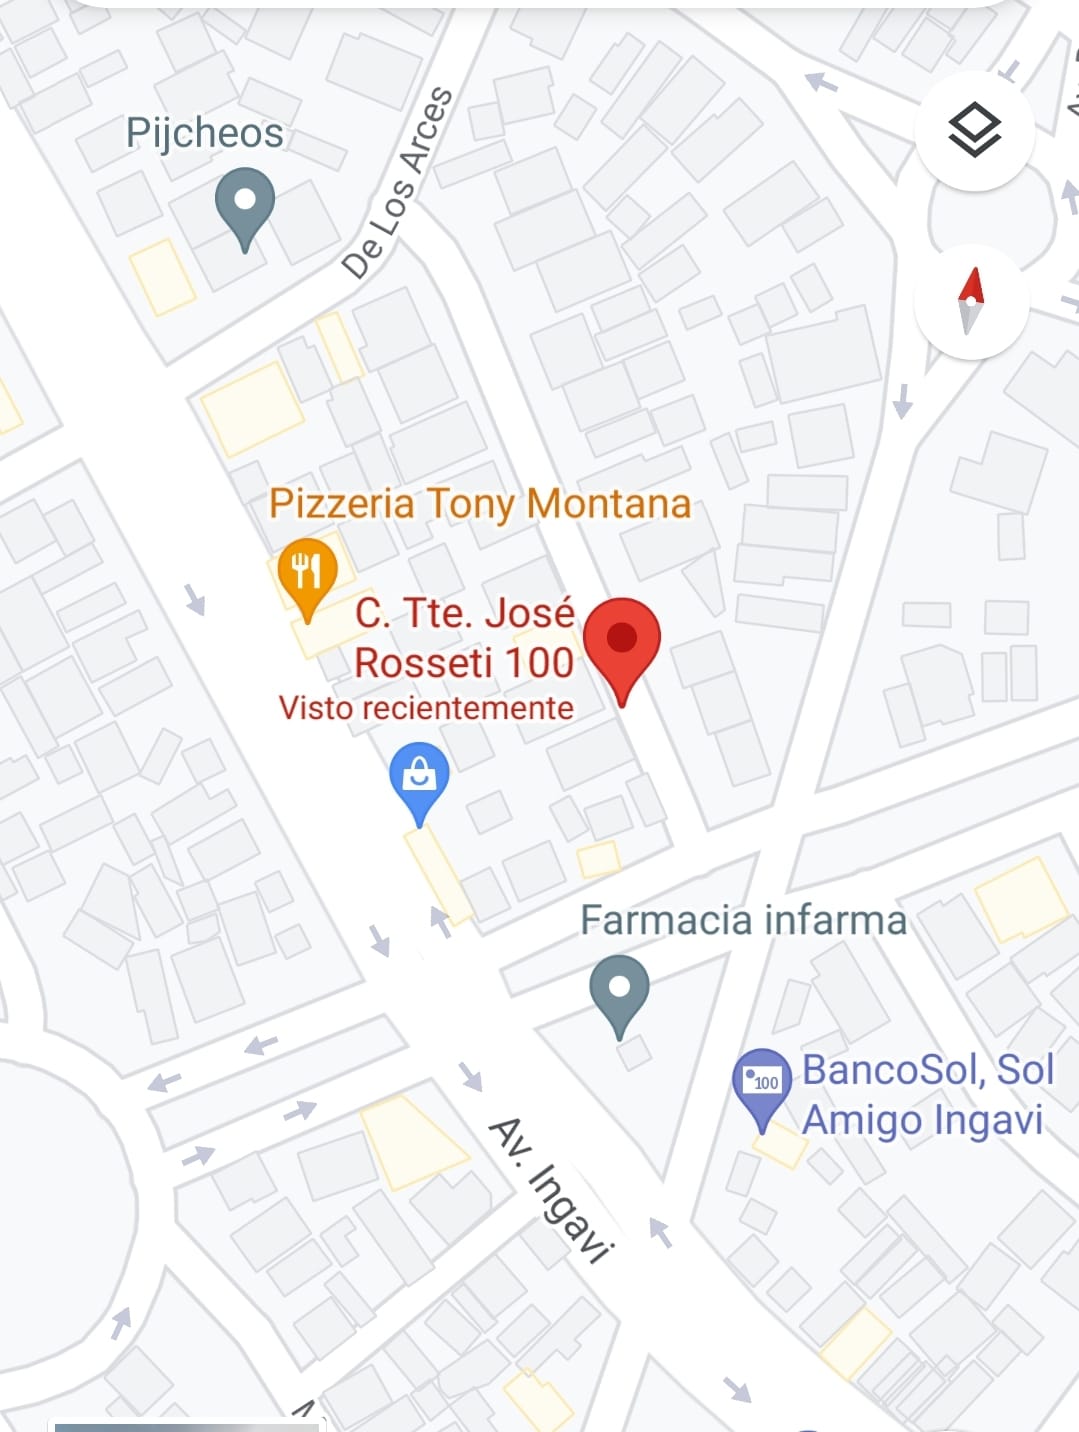 De Los Arces
Pijcheos
Pizzeria Tony Montana
C. Tte. José
Rosseti 100
Visto recientemente
Farmacia infarma
100
BancoSol, Sol
Amigo Ingavi
Av. Ingavi